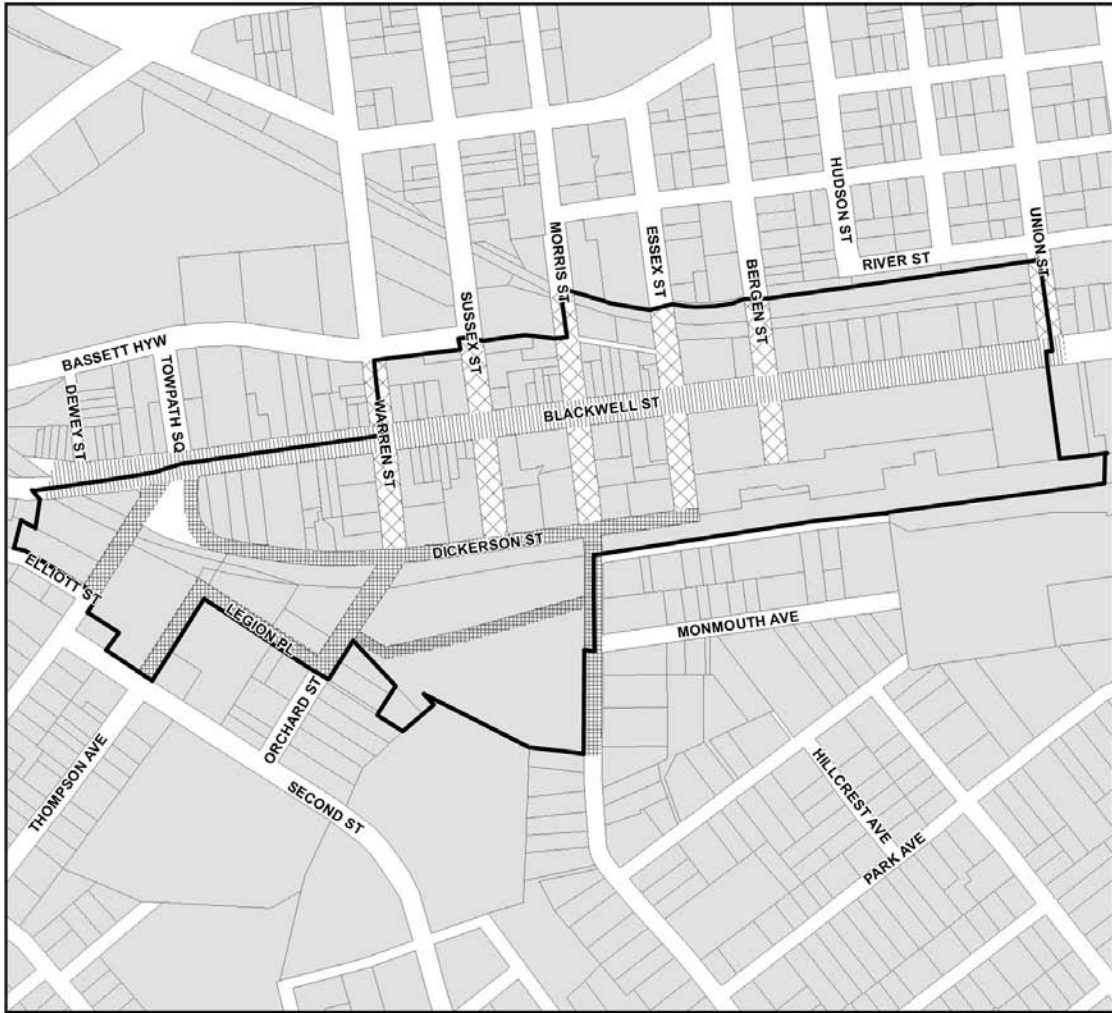 HUDSON ST
UNION ST
MORRIS ST
ESSEX ST
BERGEN ST
RIVER ST
SUSSEX ST
BASSETT HYW
TOWPATH SQ
DEWEY ST
WARREN ST
BLACKWELL ST
DICKERSON ST
ELLIOTT ST
LEGION PL
MONMOUTH AVE
ORCHARD ST
THOMPSON AVE
SECOND ST
HILLCREST AVE
PARK AVE